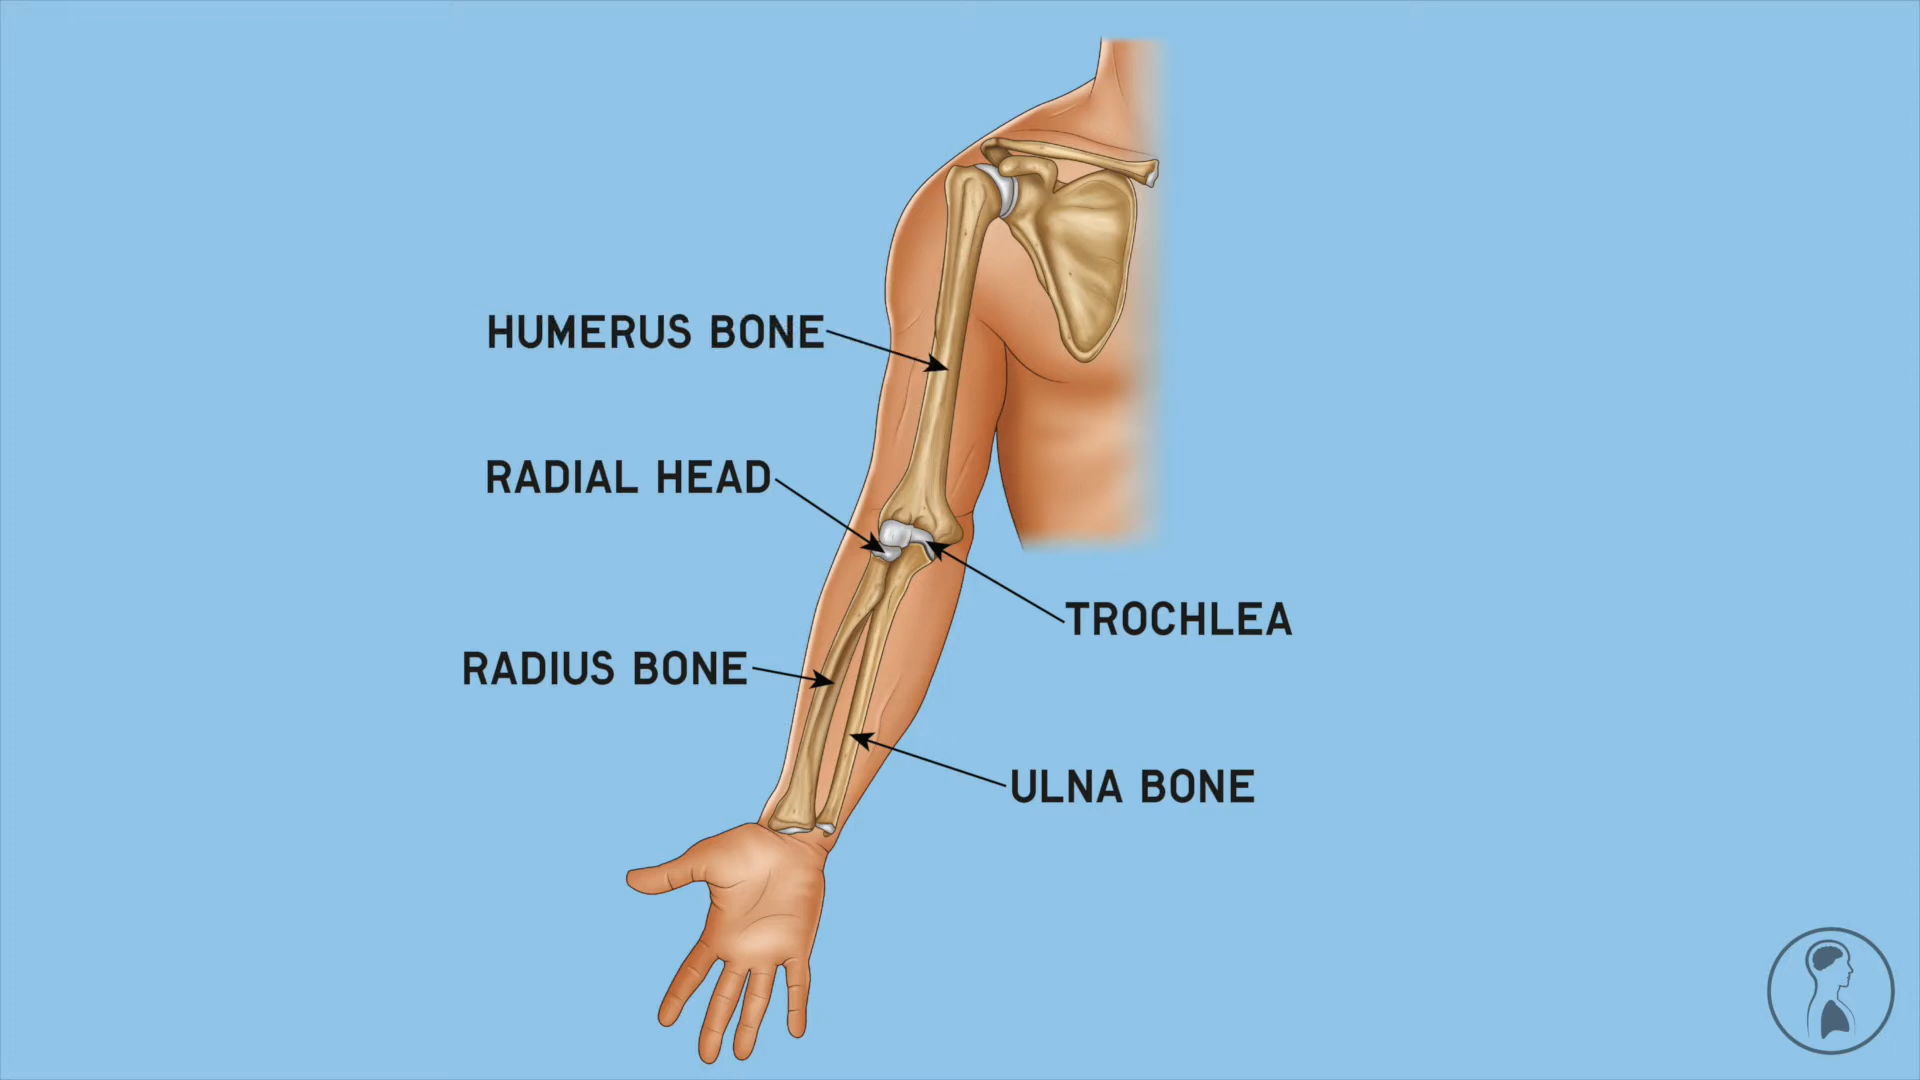 HUMERUS BONE
RADIAL HEAD
TROCHLEA
RADIUS BONE
ULNA BONE